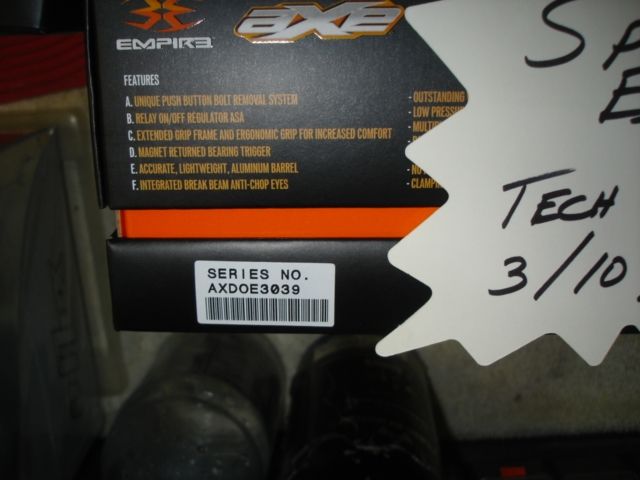 EMPIRE
aXe
FEATURES
A. UNIQUE PUSH BUTTON BOLT REMOVAL SYSTEM
B. RELAY ON/OFF REGULATOR ASA
C. EXTENDED GRIP FRAME AND ERGONOMIC GRIP FOR INCREASED COMFORT
D. MAGNET RETURNED BEARING TRIGGER
E. ACCURATE, LIGHTWEIGHT, ALUMINUM BARREL
F. INTEGRATED BREAK BEAM ANTI-CHOP EYES
- OUTSTANDING
- LOW
TECH
3/10
SERIES NO.
AXDOE3039